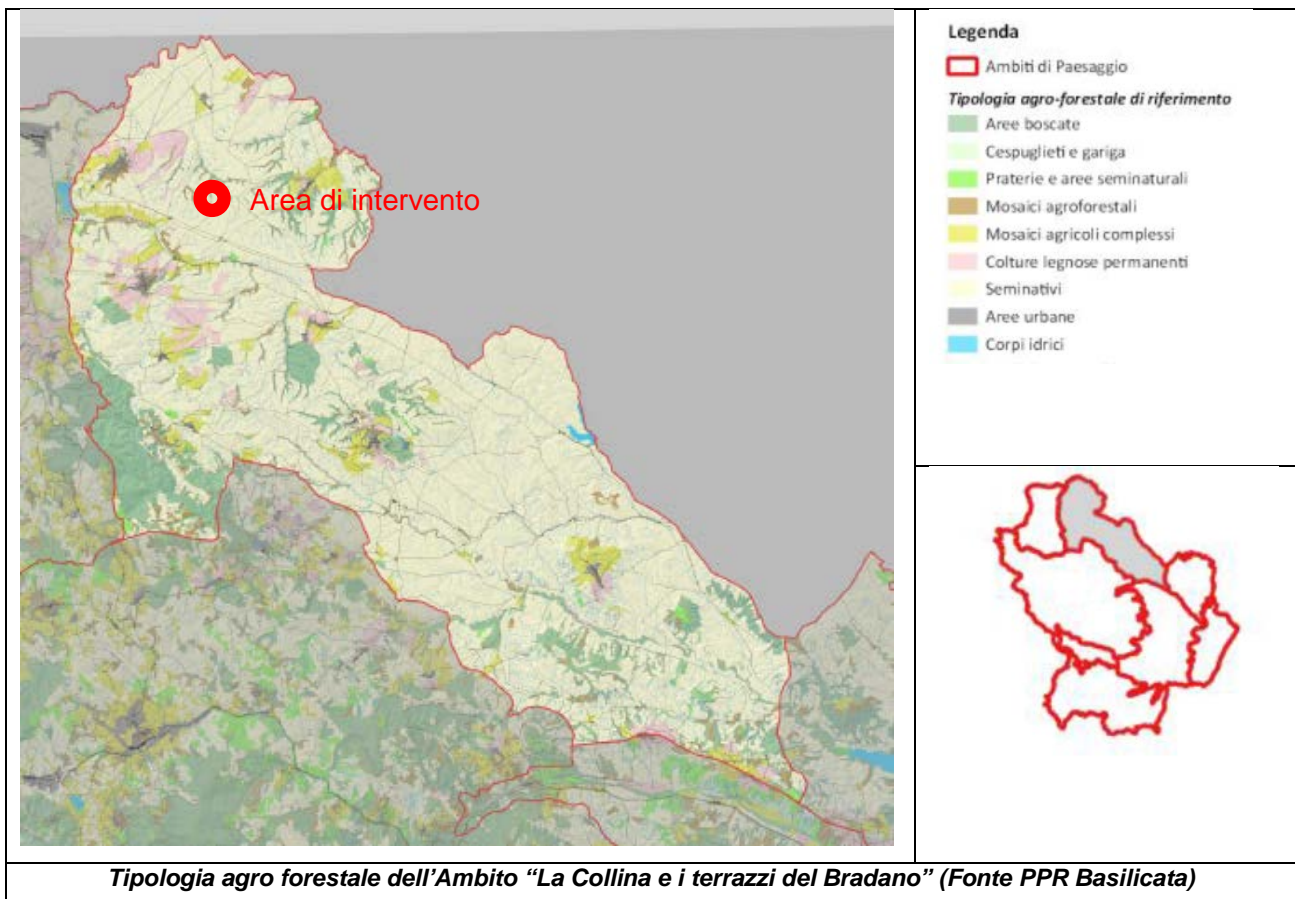 Area di intervento
Legenda
Ambiti di Paesaggio
Tipologia agro-forestale di riferimento
Aree boscate
Cespuglieti e gariga
Praterie e aree seminaturali
Mosaici agroforestali
Mosaici agricoli complessi
Colture legnose permanenti
Seminativi
Aree urbane
Corpi idrici
Tipologia agro forestale dell'Ambito "La Collina e i terrazzi del Bradano" (Fonte PPR Basilicata)